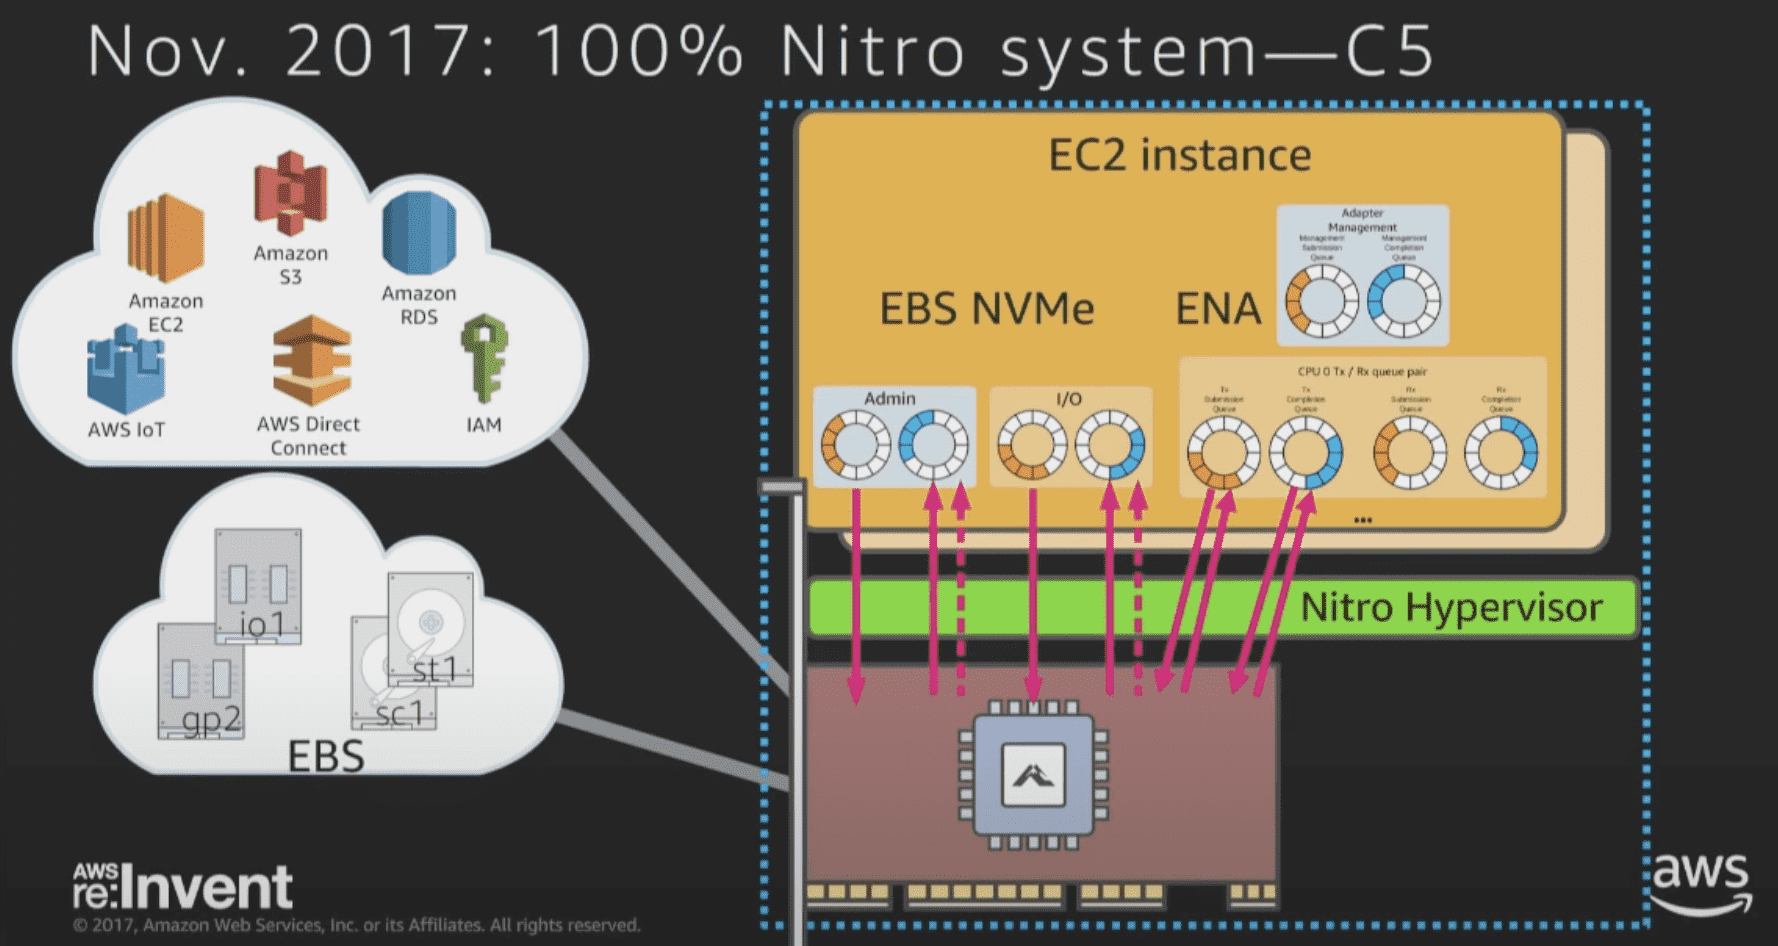 Nov. 2017: 100% Nitro system—C5
Amazon
S3
Amazon
EC2
Amazon
RDS
AWS IoT
AWS Direct
Connect
IAM
io1
gp2
st1
sc1
EBS
EC2 instance
Adapter
Management
Management
Submission
Queue
Management
Completion
Queue
EBS NVMe
ENA
Admin
I/O
CPU 0 Tx / Rx queue pair
Tx
Submission
Queue
Tx
Completion
Queue
Rx
Submission
Queue
Rx
Completion
Queue
...
Nitro Hypervisor
AWS
re:Invent
© 2017, Amazon Web Services, Inc. or its Affiliates. All rights reserved.
aws